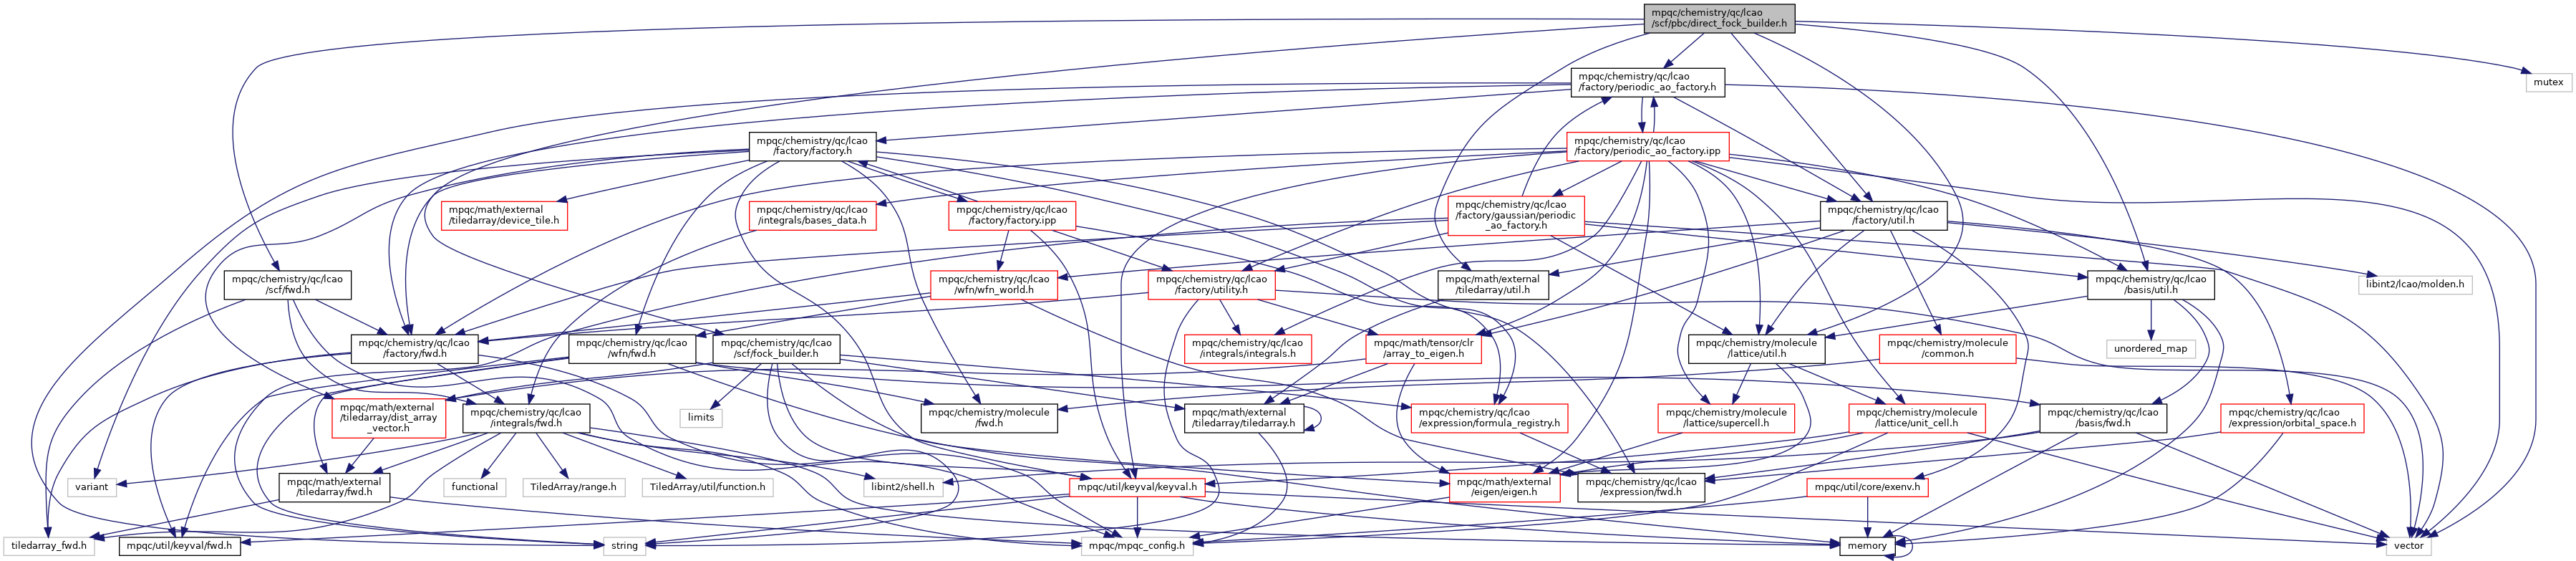 mpqc/chemistry/qc/lcao
/scf/pbc/direct_fock_builder.h
mpqc/chemistry/qc/lcao
/factory/periodic_ao_factory.h
mutex
mpqc/chemistry/qc/lcao
/factory/factory.h
mpqc/chemistry/qc/lcao
/factory/periodic_ao_factory.ipp
mpqc/math/external
/tiledarray/device_tile.h
mpqc/chemistry/qc/lcao
/integrals/bases_data.h
mpqc/chemistry/qc/lcao
/factory/factory.ipp
mpqc/chemistry/qc/lcao
/factory/gaussian/periodic
_ao_factory.h
mpqc/chemistry/qc/lcao
/factory/util.h
mpqc/chemistry/qc/lcao
/scf/fwd.h
mpqc/chemistry/qc/lcao
/wfn/wfn_world.h
mpqc/chemistry/qc/lcao
/factory/utility.h
mpqc/math/external
/tiledarray/util.h
mpqc/chemistry/qc/lcao
/basis/util.h
libint2/lcao/molden.h
mpqc/chemistry/qc/lcao
/factory/fwd.h
mpqc/chemistry/qc/lcao
/wfn/fwd.h
mpqc/chemistry/qc/lcao
/scf/fock_builder.h
mpqc/chemistry/qc/lcao
/integrals/integrals.h
mpqc/math/tensor/clr
/array_to_eigen.h
mpqc/chemistry/molecule
/lattice/util.h
mpqc/chemistry/molecule
/common.h
unordered_map
mpqc/math/external
/tiledarray/dist_array
_vector.h
mpqc/chemistry/qc/lcao
/integrals/fwd.h
limits
mpqc/chemistry/molecule
/fwd.h
mpqc/math/external
/tiledarray/tiledarray.h
mpqc/chemistry/qc/lcao
/expression/formula_registry.h
mpqc/chemistry/molecule
/lattice/supercell.h
mpqc/chemistry/molecule
/lattice/unit_cell.h
mpqc/chemistry/qc/lcao
/basis/fwd.h
mpqc/chemistry/qc/lcao
/expression/orbital_space.h
variant
mpqc/math/external
/tiledarray/fwd.h
functional
TiledArray/range.h
TiledArray/util/function.h
libint2/shell.h
mpqc/util/keyval/keyval.h
mpqc/math/external
/eigen/eigen.h
mpqc/chemistry/qc/lcao
/expression/fwd.h
mpqc/util/core/exenv.h
tiledarray_fwd.h
mpqc/util/keyval/fwd.h
string
mpqc/mpqc_config.h
memory
vector